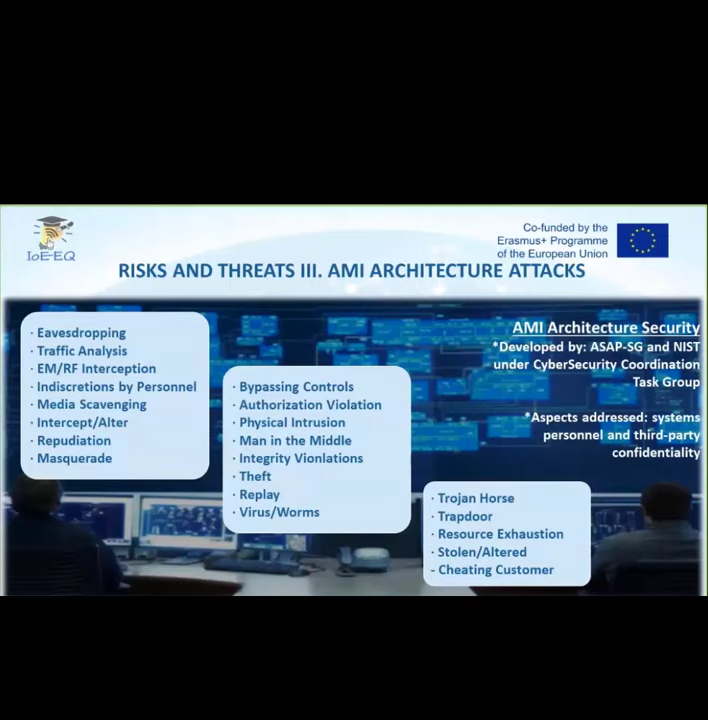 IoE-EQ
Co-funded by the
Erasmus+ Programme
of the European Union
RISKS AND THREATS III. AMI ARCHITECTURE ATTACKS
· Eavesdropping
· Traffic Analysis
· EM/RF Interception
· Indiscretions by Personnel
· Media Scavenging
· Intercept/Alter
· Repudiation
· Masquerade
· Bypassing Controls
· Authorization Violation
· Physical Intrusion
· Man in the Middle
· Integrity Vionlations
· Theft
· Replay
· Virus/Worms
· Trojan Horse
· Trapdoor
· Resource Exhaustion
· Stolen/Altered
- Cheating Customer
AMI Architecture Security
*Developed by: ASAP-SG and NIST
under CyberSecurity Coordination
Task Group
*Aspects addressed: systems
personnel and third-party
confidentiality